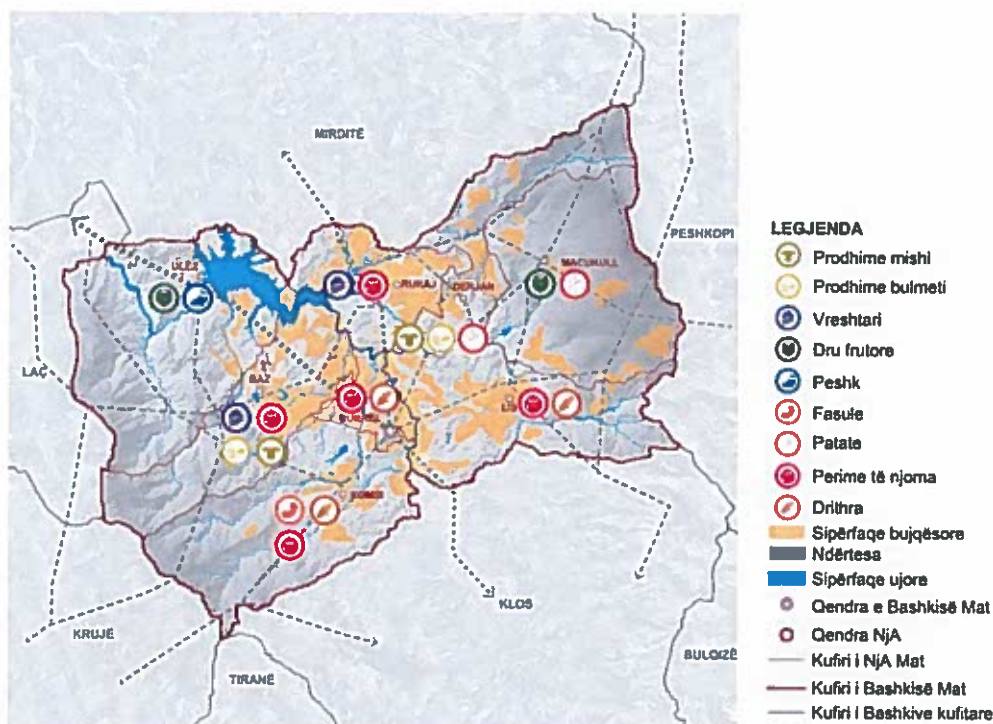 MIRDITË
PESHKOPI
ULËZ
MACUKULL
RUKAJ
DERJAN
LAÇ
BAZ
LIS
KOMSI
KLOS
KRUJË
TIRANË
BULQIZË
LEGJENDA
Prodhime mishi
Prodhime bulmeti
Vreshtari
Dru frutore
Peshk
Fasule
Patate
Perime të njoma
Drithra
Sipërfaqe bujqësore
Ndërtesa
Sipërfaqe ujore
Qendra e Bashkisë Mat
Qendra NjA
Kufiri i NjA Mat
Kufiri i Bashkisë Mat
Kufiri i Bashkive kufitare